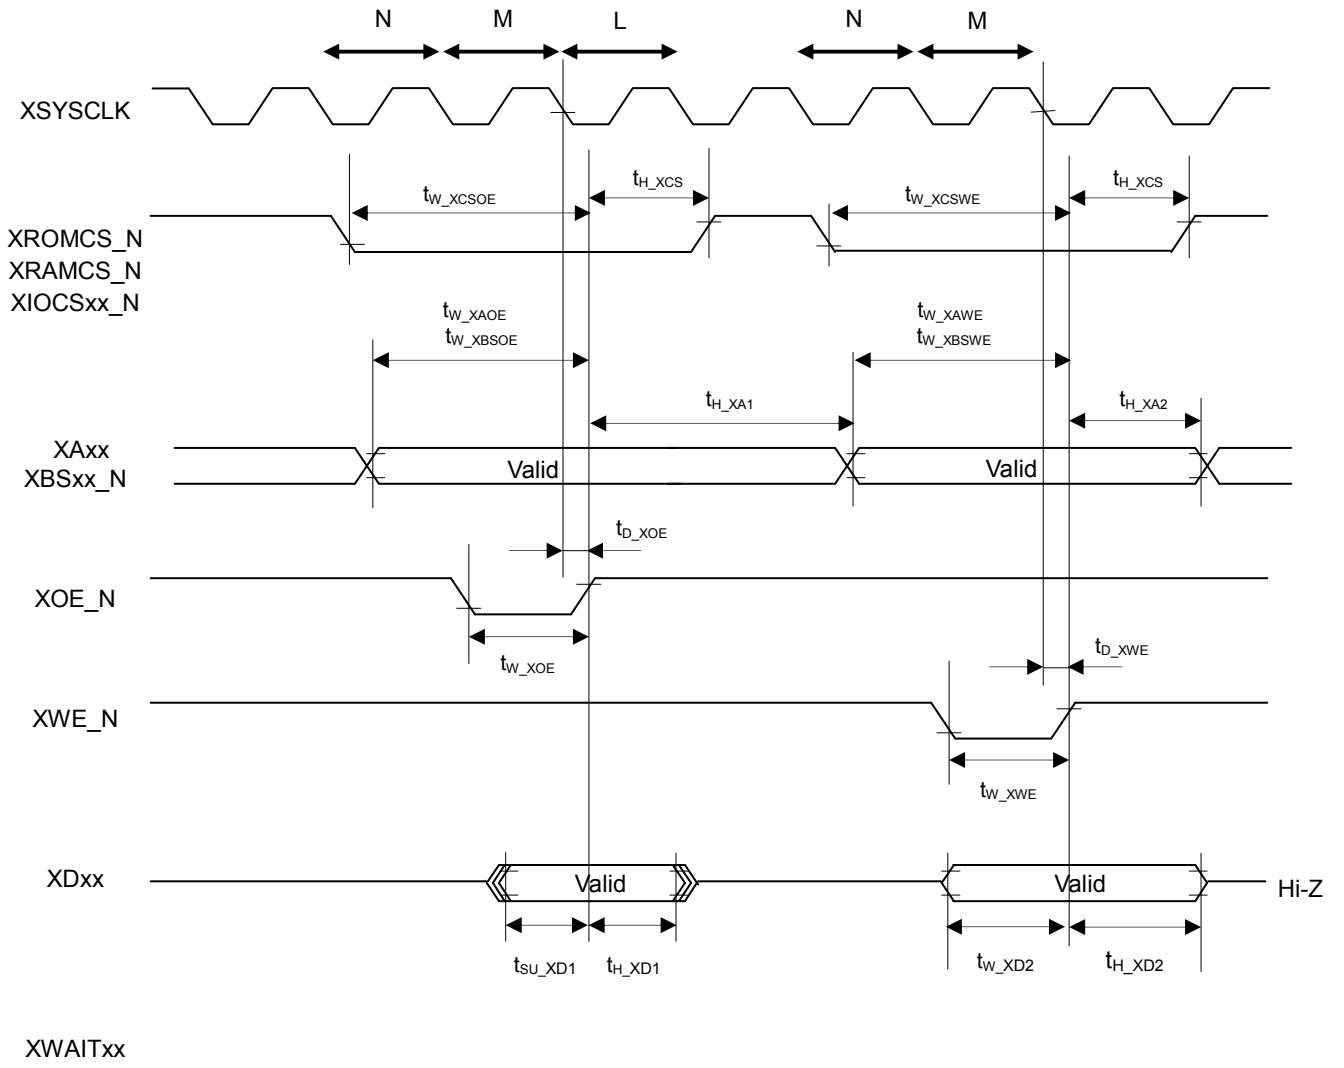 N M L N M
XSYSCLK
tH_XCS tH_XCS
tW_XCSOE tW_XCSWE
XROMCS_N
XRAMCS_N
XIOCSxx_N
tW_XAOE tW_XAWE
tW_XBSOE tW_XBSWE
tH_XA1 tH_XA2
XAxx
XBSxx_N
Valid Valid
tD_XOE
XOE_N
tW_XOE
tD_XWE
XWE_N
tW_XWE
XDxx Valid Valid Hi-Z
tSU_XD1 tH_XD1 tW_XD2 tH_XD2
XWAITxx